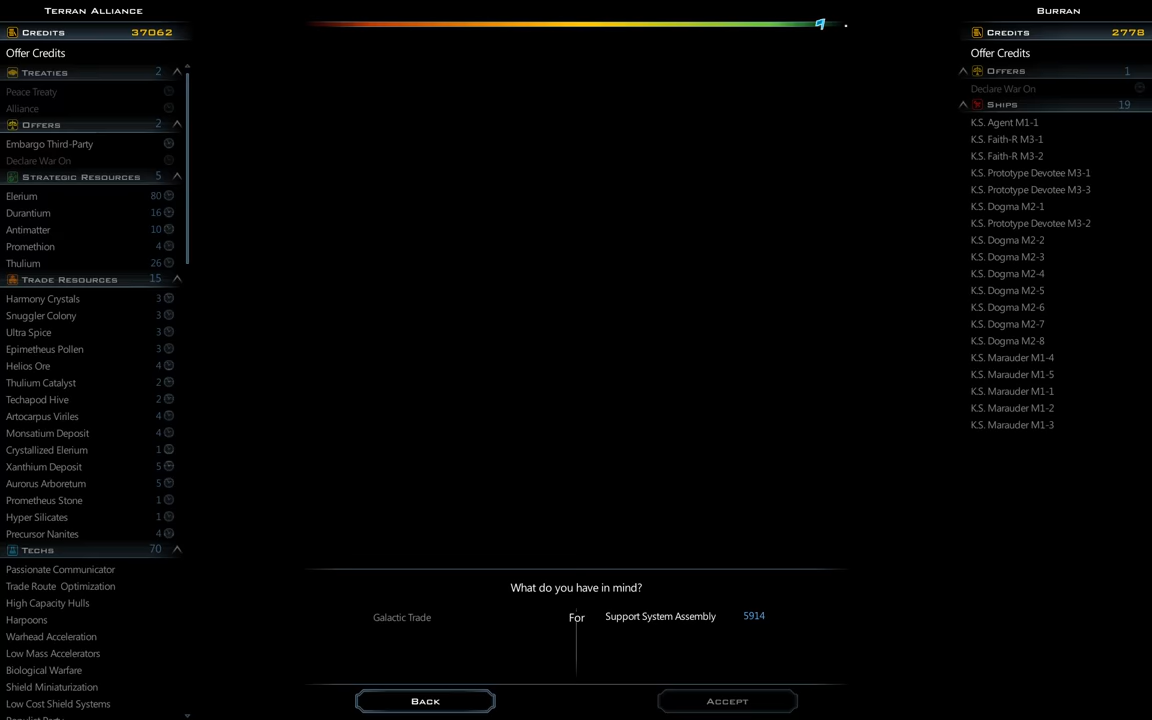 TERRAN ALLIANCE
CREDITS 37062
Offer Credits
TREATIES 2
Peace Treaty
Alliance
OFFERS 2
Embargo Third-Party
Declare War On
STRATEGIC RESOURCES 5
Elerium 80
Durantium 16
Antimatter 10
Promethion 4
Thulium 26
TRADE RESOURCES 15
Harmony Crystals 3
Snuggler Colony 3
Ultra Spice 3
Epimetheus Pollen 3
Helios Ore 4
Thulium Catalyst 2
Techapod Hive 2
Artocarpus Viriles 4
Monsatium Deposit 4
Crystallized Elerium 1
Xanthium Deposit 5
Aurorus Arboretum 5
Prometheus Stone 1
Hyper Silicates 1
Precursor Nanites 4
TECHS 70
Passionate Communicator
Trade Route Optimization
High Capacity Hulls
Harpoons
Warhead Acceleration
Low Mass Accelerators
Biological Warfare
Shield Miniaturization
Low Cost Shield Systems
What do you have in mind?
Galactic Trade For Support System Assembly 5914
BACK ACCEPT
BURRAN
CREDITS 2778
Offer Credits
OFFERS 1
Declare War On
SHIPS 19
K.S. Agent M1-1
K.S. Faith-R M3-1
K.S. Faith-R M3-2
K.S. Prototype Devotee M3-1
K.S. Prototype Devotee M3-3
K.S. Dogma M2-1
K.S. Prototype Devotee M3-2
K.S. Dogma M2-2
K.S. Dogma M2-3
K.S. Dogma M2-4
K.S. Dogma M2-5
K.S. Dogma M2-6
K.S. Dogma M2-7
K.S. Dogma M2-8
K.S. Marauder M1-4
K.S. Marauder M1-5
K.S. Marauder M1-1
K.S. Marauder M1-2
K.S. Marauder M1-3